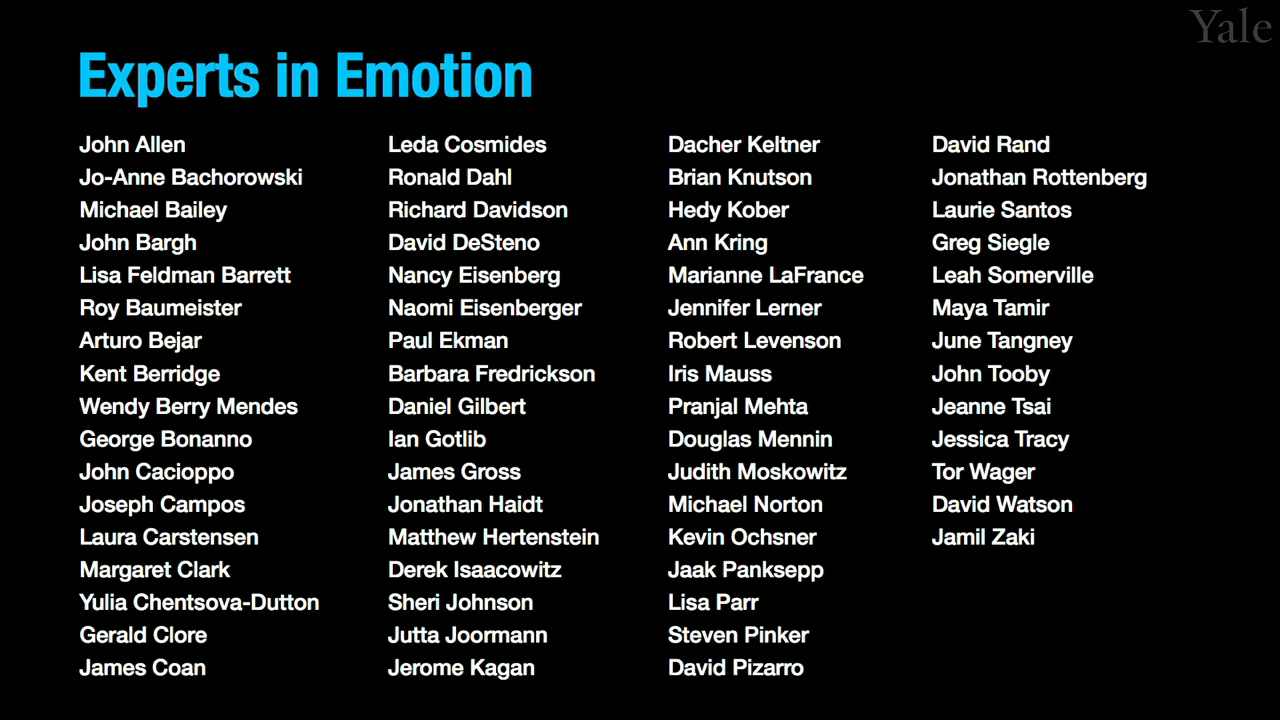 Yale
Experts in Emotion
John Allen
Jo-Anne Bachorowski
Michael Bailey
John Bargh
Lisa Feldman Barrett
Roy Baumeister
Arturo Bejar
Kent Berridge
Wendy Berry Mendes
George Bonanno
John Cacioppo
Joseph Campos
Laura Carstensen
Margaret Clark
Yulia Chentsova-Dutton
Gerald Clore
James Coan
Leda Cosmides
Ronald Dahl
Richard Davidson
David DeSteno
Nancy Eisenberg
Naomi Eisenberger
Paul Ekman
Barbara Fredrickson
Daniel Gilbert
Ian Gotlib
James Gross
Jonathan Haidt
Matthew Hertenstein
Derek Isaacowitz
Sheri Johnson
Jutta Joormann
Jerome Kagan
Dacher Keltner
Brian Knutson
Hedy Kober
Ann Kring
Marianne LaFrance
Jennifer Lerner
Robert Levenson
Iris Mauss
Pranjal Mehta
Douglas Mennin
Judith Moskowitz
Michael Norton
Kevin Ochsner
Jaak Panksepp
Lisa Parr
Steven Pinker
David Pizarro
David Rand
Jonathan Rottenberg
Laurie Santos
Greg Siegle
Leah Somerville
Maya Tamir
June Tangney
John Tooby
Jeanne Tsai
Jessica Tracy
Tor Wager
David Watson
Jamil Zaki